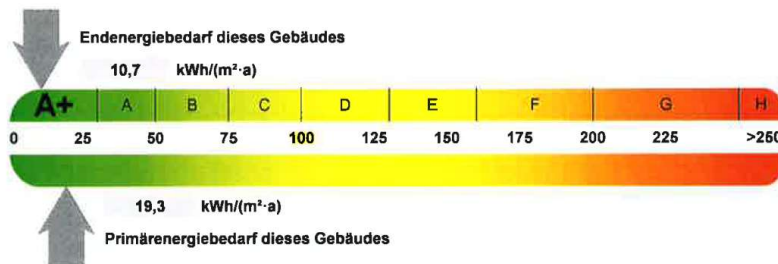 Endenergiebedarf dieses Gebäudes
10,7 kWh/(m²·a)
A+ A B C D E F G H
0 25 50 75 100 125 150 175 200 225 >250
19,3 kWh/(m²·a)
Primärenergiebedarf dieses Gebäudes